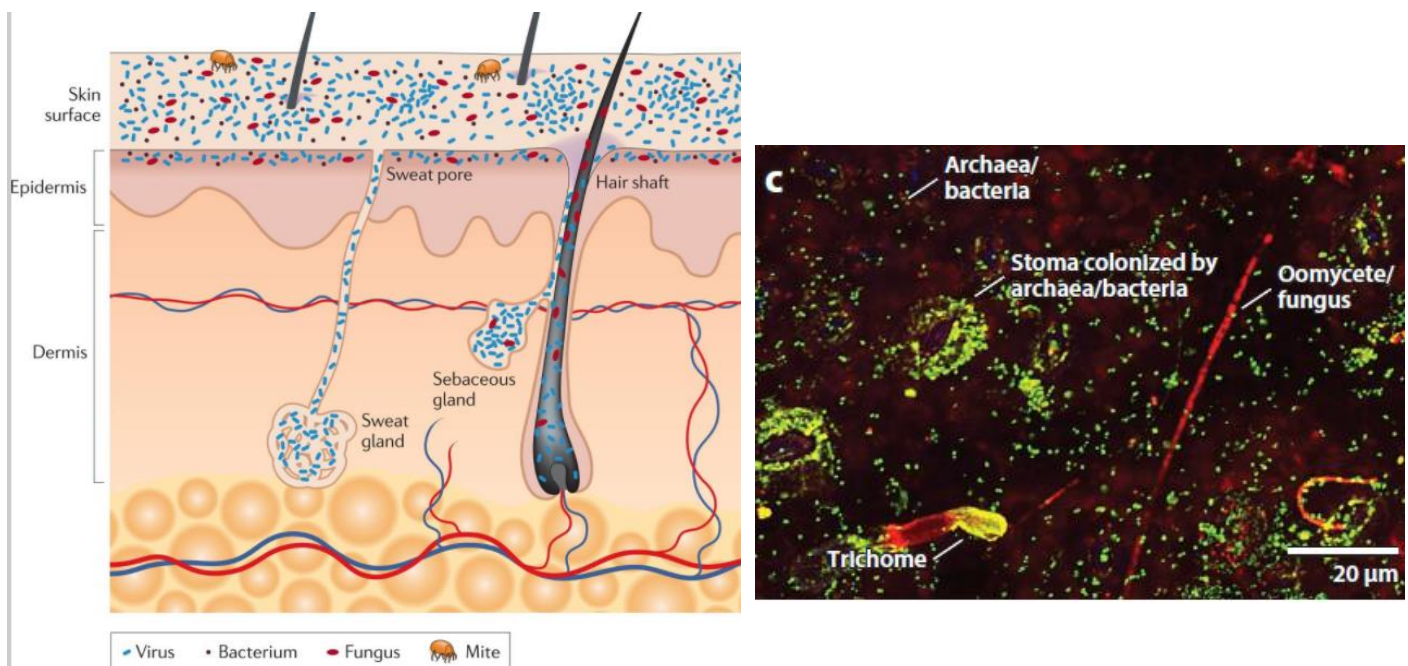 Skin
surface
Epidermis
Dermis
Sweat pore
Hair shaft
Sebaceous
gland
Sweat
gland
Virus
Bacterium
Fungus
Mite
c
Archaea/
bacteria
Stoma colonized by
archaea/bacteria
Oomycete/
fungus
Trichome
20 μm